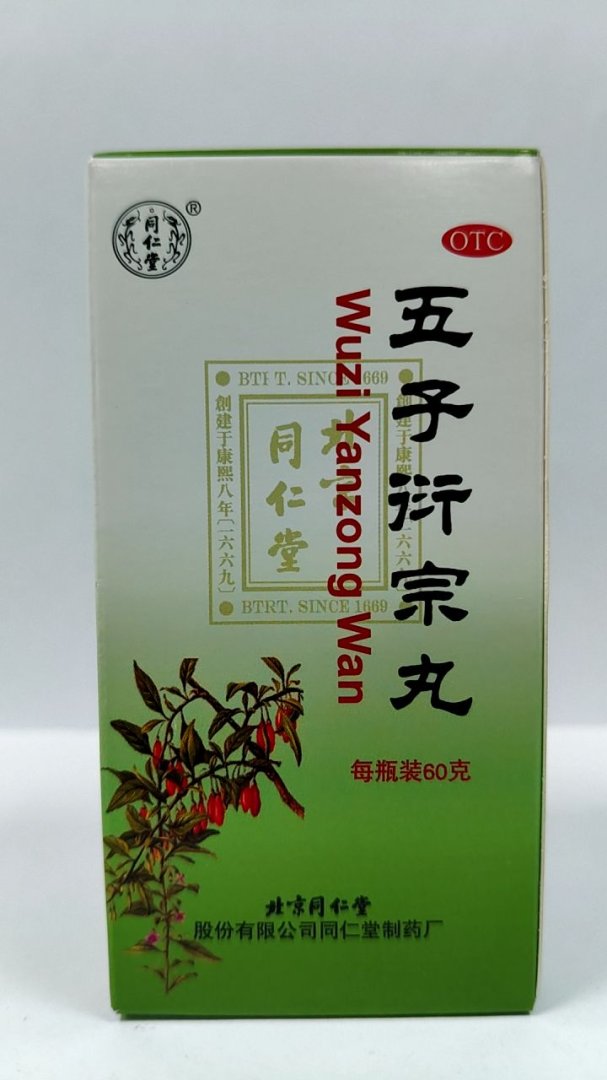 同仁堂
®
OTC
五子衍宗丸
Wuzi Yanzong Wan
BTRT. SINCE 1669
創建于康熙八年〔一六六九〕
同仁堂
BTRT. SINCE 1669
每瓶装60克
北京同仁堂
股份有限公司同仁堂制药厂